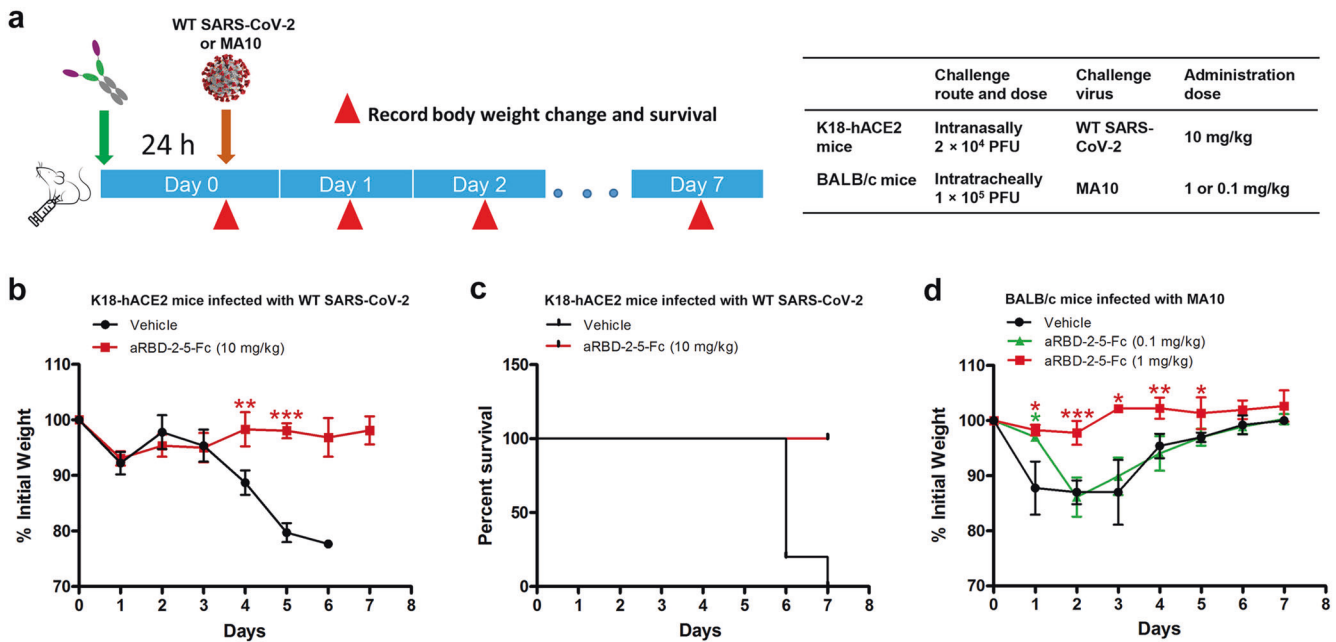 a
WT SARS-CoV-2
or MA10
24 h
Record body weight change and survival
Day 0
Day 1
Day 2
Day 7
Challenge route and dose
Challenge virus
Administration dose
K18-hACE2 mice
Intranasally
2 × 10⁴ PFU
WT SARS-CoV-2
10 mg/kg
BALB/c mice
Intratracheally
1 × 10⁵ PFU
MA10
1 or 0.1 mg/kg
b
K18-hACE2 mice infected with WT SARS-CoV-2
Vehicle
aRBD-2-5-Fc (10 mg/kg)
% Initial Weight
110
100
90
80
70
** ***
0 1 2 3 4 5 6 7 8
Days
c
K18-hACE2 mice infected with WT SARS-CoV-2
Vehicle
aRBD-2-5-Fc (10 mg/kg)
Percent survival
150
100
50
0
0 1 2 3 4 5 6 7 8
Days
d
BALB/c mice infected with MA10
Vehicle
aRBD-2-5-Fc (0.1 mg/kg)
aRBD-2-5-Fc (1 mg/kg)
% Initial Weight
110
100
90
80
70
* *** * ** *
*
0 1 2 3 4 5 6 7 8
Days